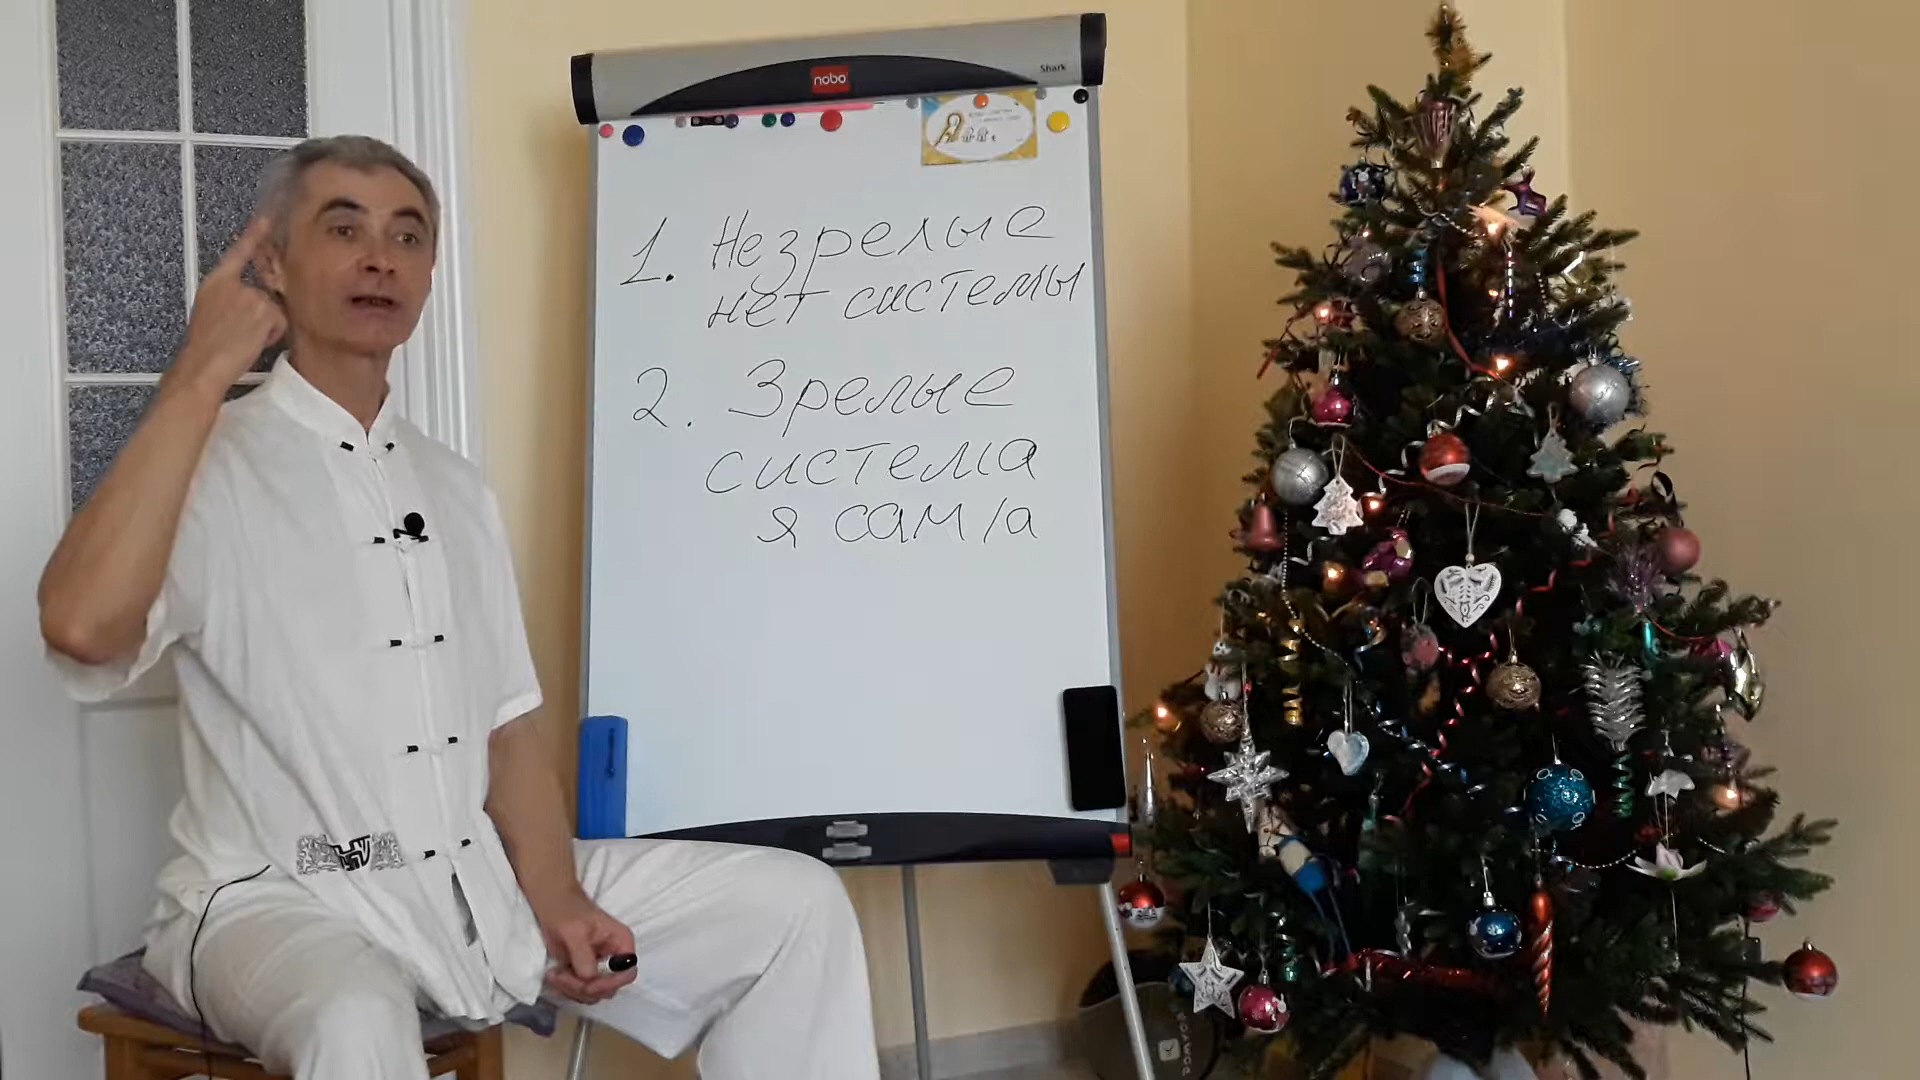 nobo
Shark
1. Незрелые
нет системы
2. Зрелые
система
я сам/а